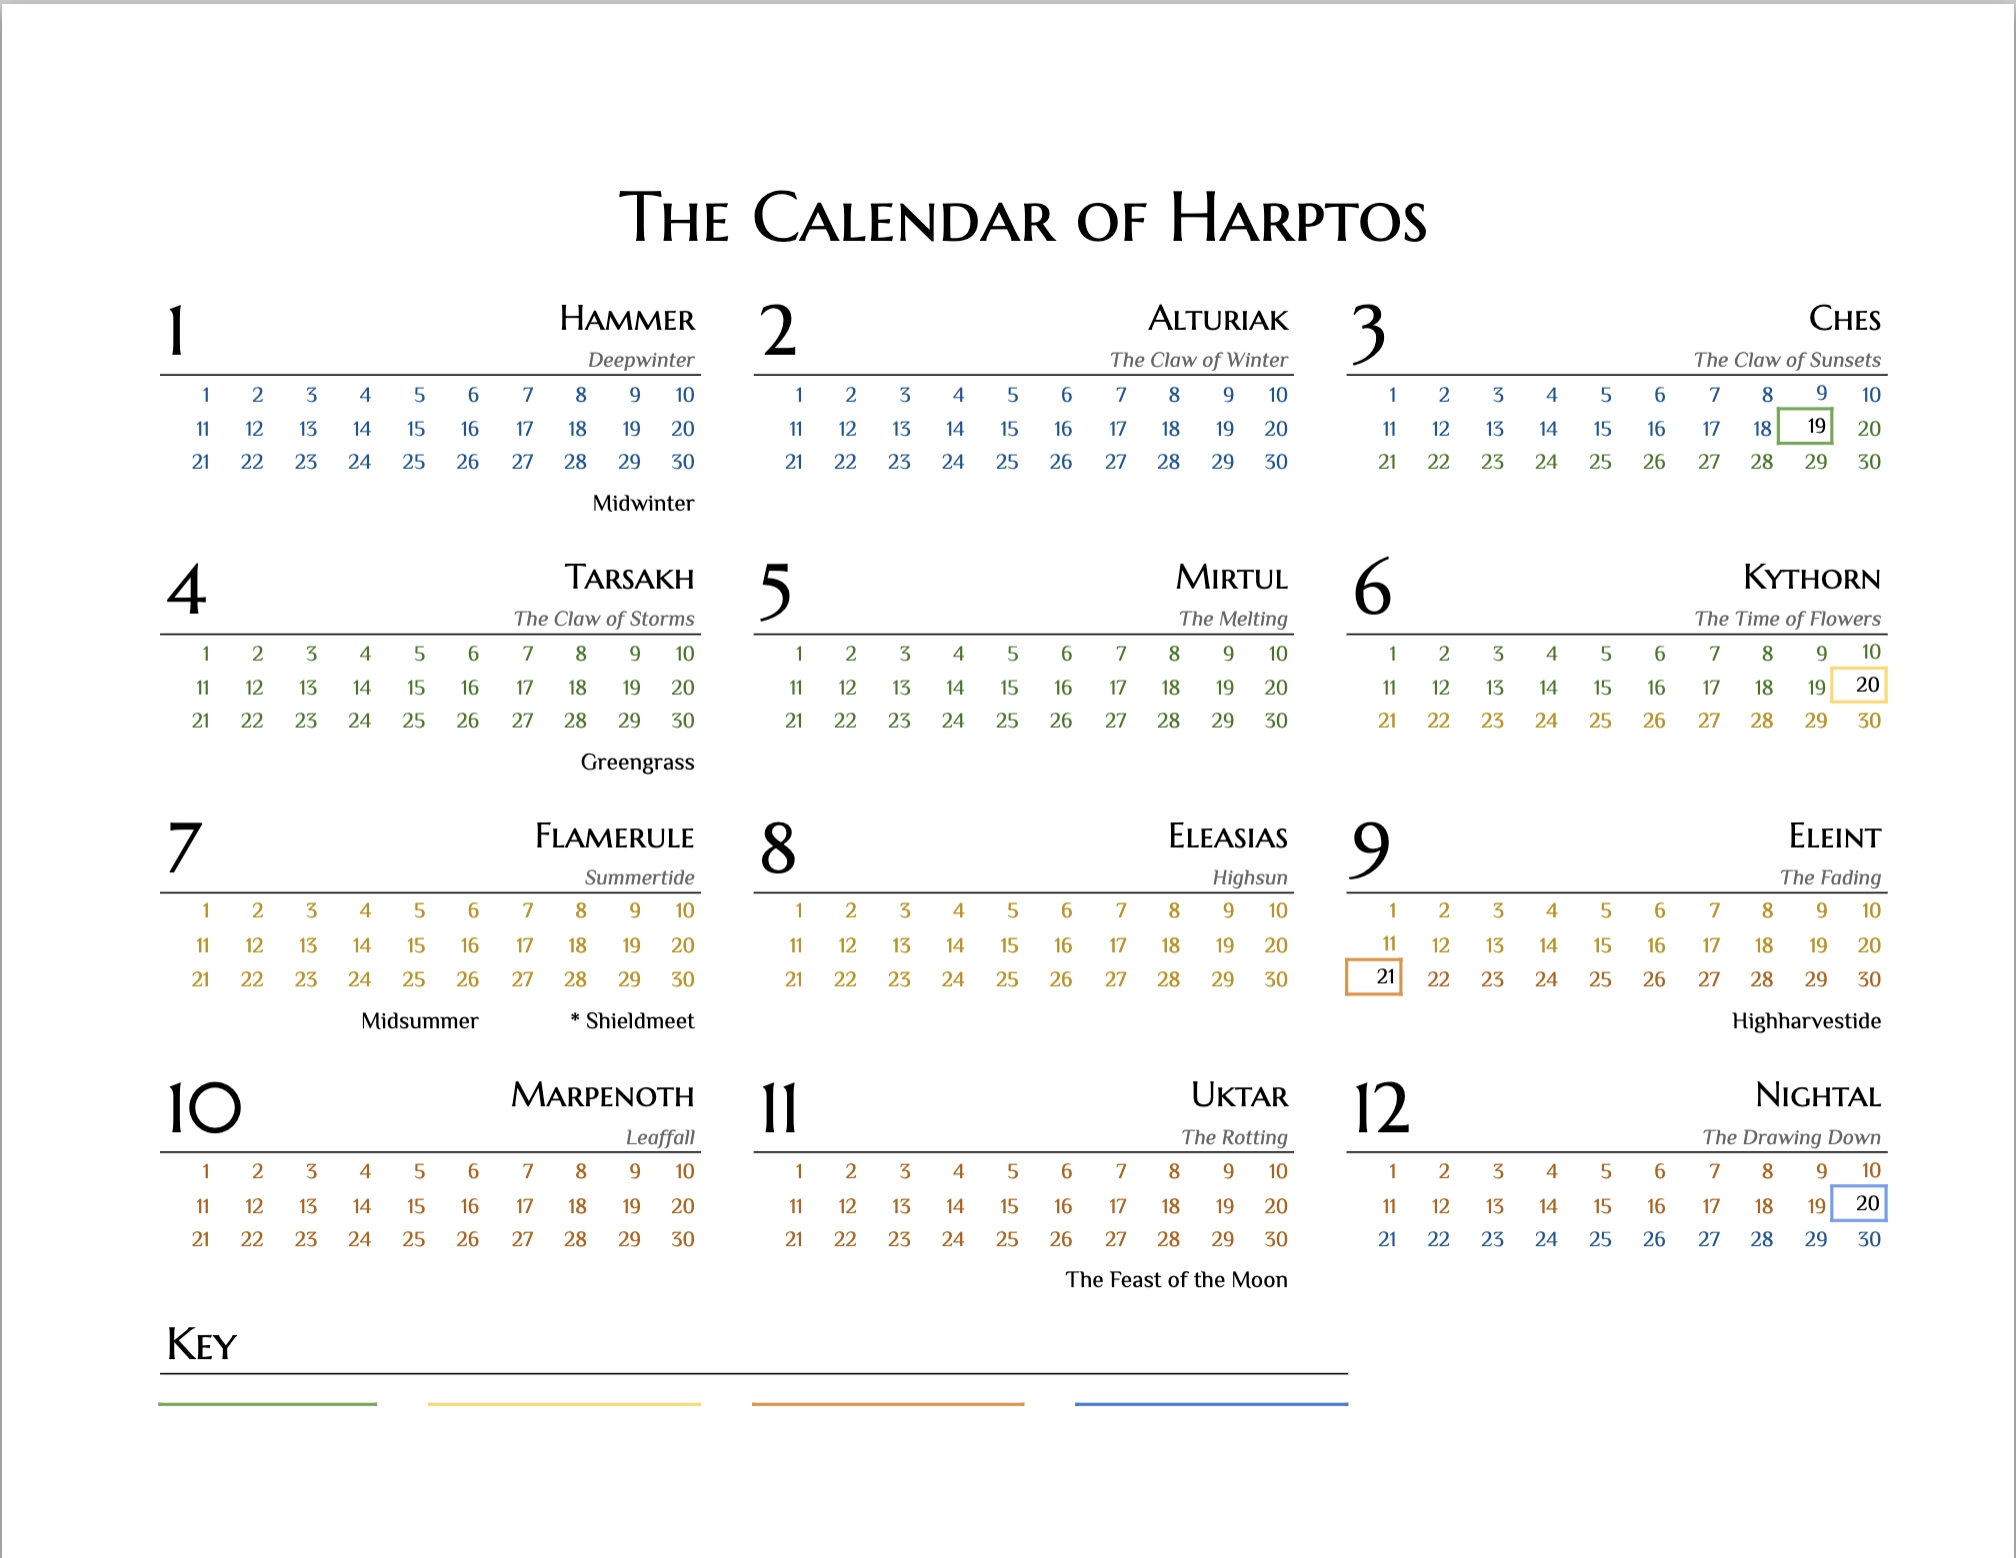 The Calendar of Harptos
1 Hammer
Deepwinter
1 2 3 4 5 6 7 8 9 10
11 12 13 14 15 16 17 18 19 20
21 22 23 24 25 26 27 28 29 30
Midwinter
2 Alturiak
The Claw of Winter
1 2 3 4 5 6 7 8 9 10
11 12 13 14 15 16 17 18 19 20
21 22 23 24 25 26 27 28 29 30
3 Ches
The Claw of Sunsets
1 2 3 4 5 6 7 8 9 10
11 12 13 14 15 16 17 18 19 20
21 22 23 24 25 26 27 28 29 30
4 Tarsakh
The Claw of Storms
1 2 3 4 5 6 7 8 9 10
11 12 13 14 15 16 17 18 19 20
21 22 23 24 25 26 27 28 29 30
Greengrass
5 Mirtul
The Melting
1 2 3 4 5 6 7 8 9 10
11 12 13 14 15 16 17 18 19 20
21 22 23 24 25 26 27 28 29 30
6 Kythorn
The Time of Flowers
1 2 3 4 5 6 7 8 9 10
11 12 13 14 15 16 17 18 19 20
21 22 23 24 25 26 27 28 29 30
7 Flamerule
Summertide
1 2 3 4 5 6 7 8 9 10
11 12 13 14 15 16 17 18 19 20
21 22 23 24 25 26 27 28 29 30
Midsummer * Shieldmeet
8 Eleasias
Highsun
1 2 3 4 5 6 7 8 9 10
11 12 13 14 15 16 17 18 19 20
21 22 23 24 25 26 27 28 29 30
9 Eleint
The Fading
1 2 3 4 5 6 7 8 9 10
11 12 13 14 15 16 17 18 19 20
21 22 23 24 25 26 27 28 29 30
Highharvestide
10 Marpenoth
Leaffall
1 2 3 4 5 6 7 8 9 10
11 12 13 14 15 16 17 18 19 20
21 22 23 24 25 26 27 28 29 30
11 Uktar
The Rotting
1 2 3 4 5 6 7 8 9 10
11 12 13 14 15 16 17 18 19 20
21 22 23 24 25 26 27 28 29 30
The Feast of the Moon
12 Nightal
The Drawing Down
1 2 3 4 5 6 7 8 9 10
11 12 13 14 15 16 17 18 19 20
21 22 23 24 25 26 27 28 29 30
Key